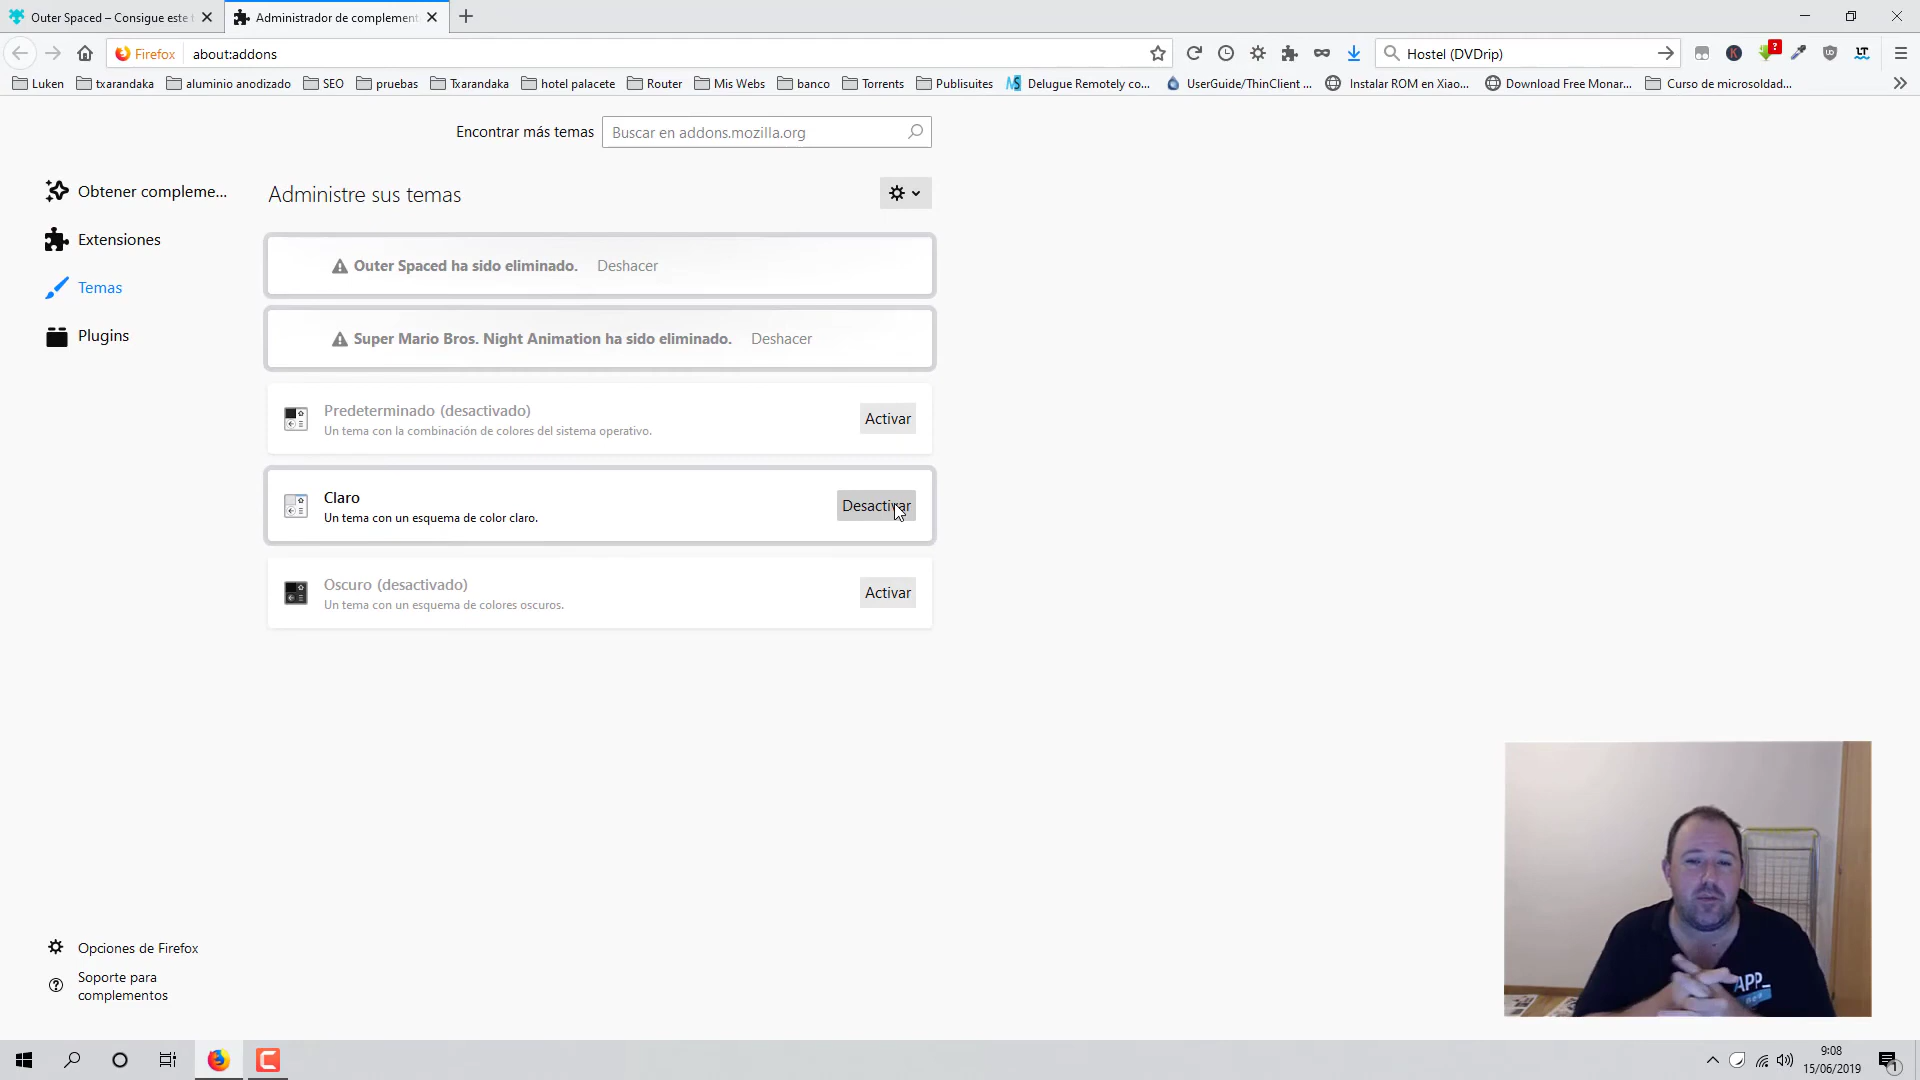 Outer Spaced – Consigue este
Administrador de complement
Firefox
about:addons
Hostel (DVDrip)
Luken
txarandaka
aluminio anodizado
SEO
pruebas
Txarandaka
hotel palacete
Router
Mis Webs
banco
Torrents
Publisuites
Delugue Remotely co...
UserGuide/ThinClient ...
Instalar ROM en Xiao...
Download Free Monar...
Curso de microsoldad...
Encontrar más temas
Buscar en addons.mozilla.org
Obtener compleme...
Extensiones
Temas
Plugins
Administre sus temas
Outer Spaced ha sido eliminado. Deshacer
Super Mario Bros. Night Animation ha sido eliminado. Deshacer
Predeterminado (desactivado)
Un tema con la combinación de colores del sistema operativo.
Activar
Claro
Un tema con un esquema de color claro.
Desactivar
Oscuro (desactivado)
Un tema con un esquema de colores oscuros.
Activar
Opciones de Firefox
Soporte para
complementos
APP_
9:08
15/06/2019
1